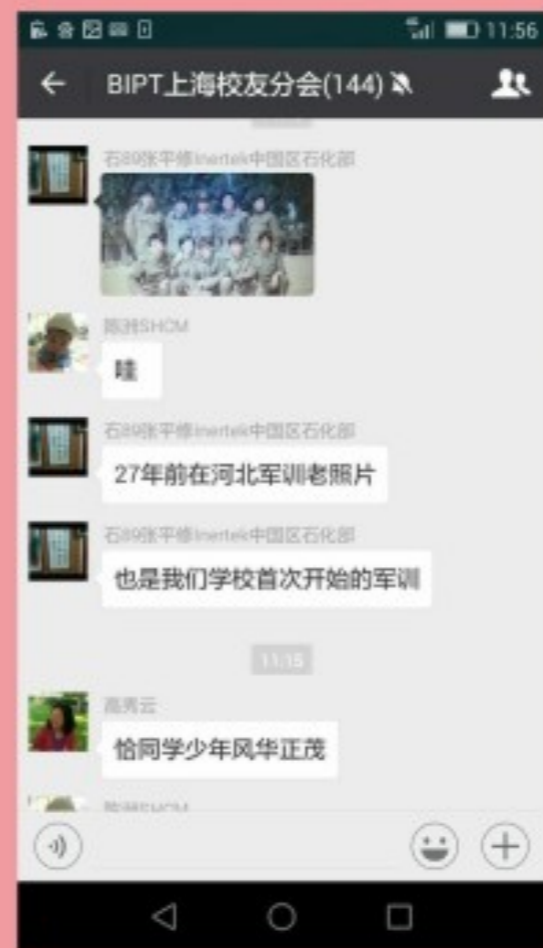 11:56
BIPT上海校友分会(144)
石89张平修Inertek中国区石化部
陈洲SHCM
哇
石89张平修Inertek中国区石化部
27年前在河北军训老照片
石89张平修Inertek中国区石化部
也是我们学校首次开始的军训
11:15
高秀云
恰同学少年风华正茂